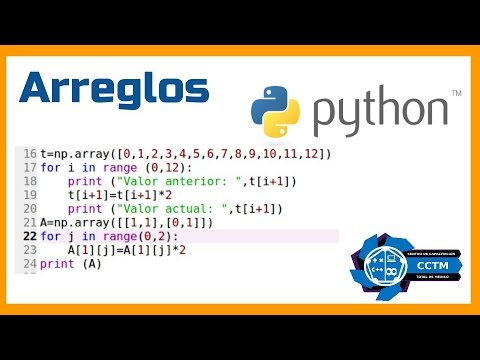 Arreglos
python™
16 t=np.array([0,1,2,3,4,5,6,7,8,9,10,11,12])
17 for i in range (0,12):
18     print ("Valor anterior: ",t[i+1])
19     t[i+1]=t[i+1]*2
20     print ("Valor actual: ",t[i+1])
21 A=np.array([[1,1],[0,1]])
22 for j in range(0,2):
23     A[1][j]=A[1][j]*2
24 print (A)
CENTRO DE CAPACITACIÓN
C++
CCTM
TOTAL DE MÉXICO